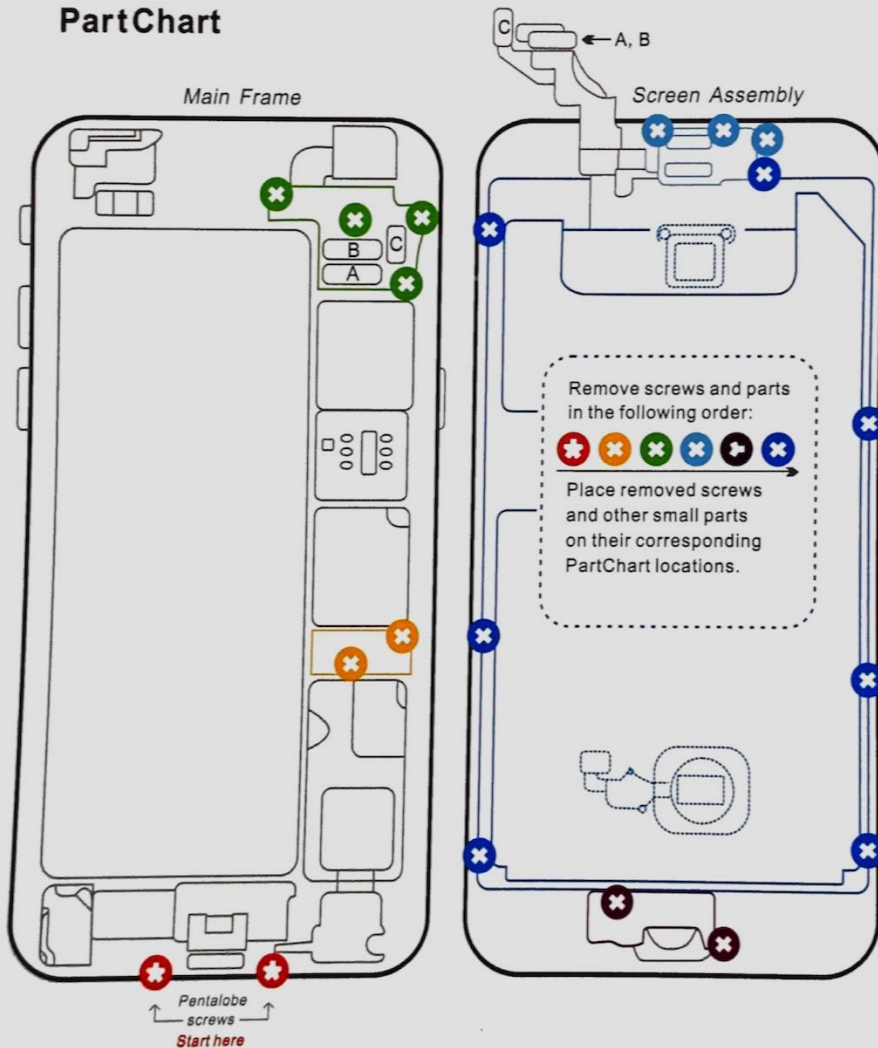 PartChart
C
A, B
Main Frame
Screen Assembly
B
C
A
Remove screws and parts
in the following order:
Place removed screws
and other small parts
on their corresponding
PartChart locations.
Pentalobe
screws
Start here